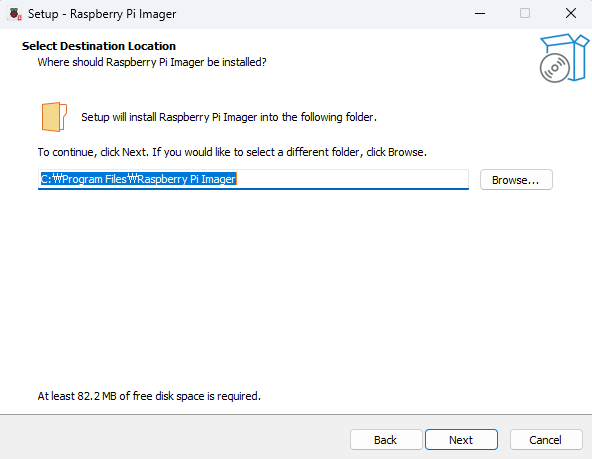 Setup - Raspberry Pi Imager
Select Destination Location
Where should Raspberry Pi Imager be installed?
Setup will install Raspberry Pi Imager into the following folder.
To continue, click Next. If you would like to select a different folder, click Browse.
C:₩Program Files₩Raspberry Pi Imager
Browse...
At least 82.2 MB of free disk space is required.
Back
Next
Cancel